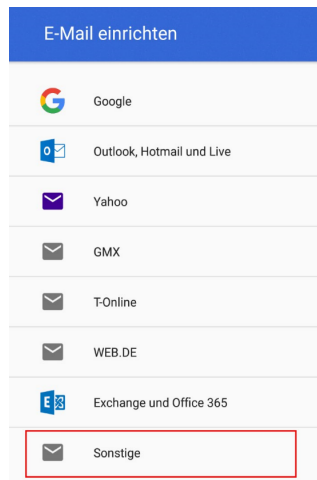 E-Mail einrichten
Google
Outlook, Hotmail und Live
Yahoo
GMX
T-Online
WEB.DE
Exchange und Office 365
Sonstige